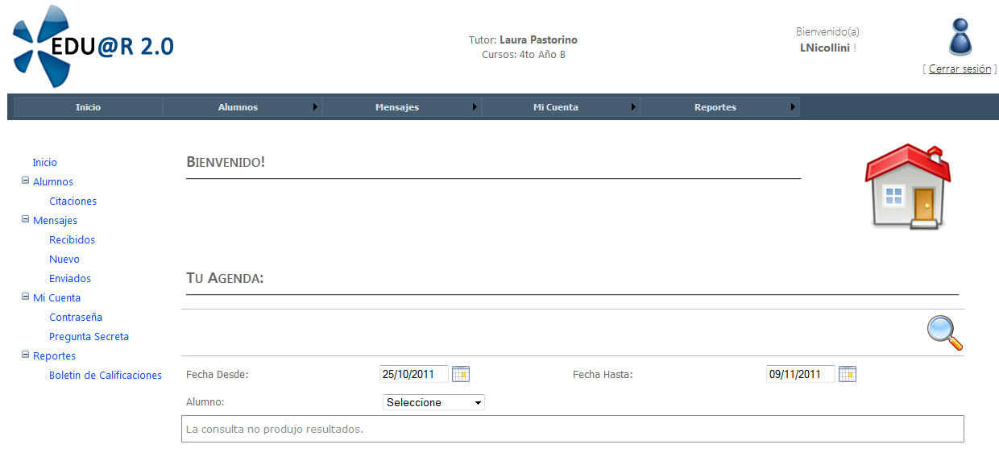 EDU@R 2.0
Tutor: Laura Pastorino
Cursos: 4to Año B
Bienvenido(a)
LNicollini !
[ Cerrar sesión ]
Inicio Alumnos Mensajes Mi Cuenta Reportes
Inicio
Alumnos
Citaciones
Mensajes
Recibidos
Nuevo
Enviados
Mi Cuenta
Contraseña
Pregunta Secreta
Reportes
Boletin de Calificaciones
Bienvenido!
Tu Agenda:
Fecha Desde: 25/10/2011 Fecha Hasta: 09/11/2011
Alumno: Seleccione
La consulta no produjo resultados.